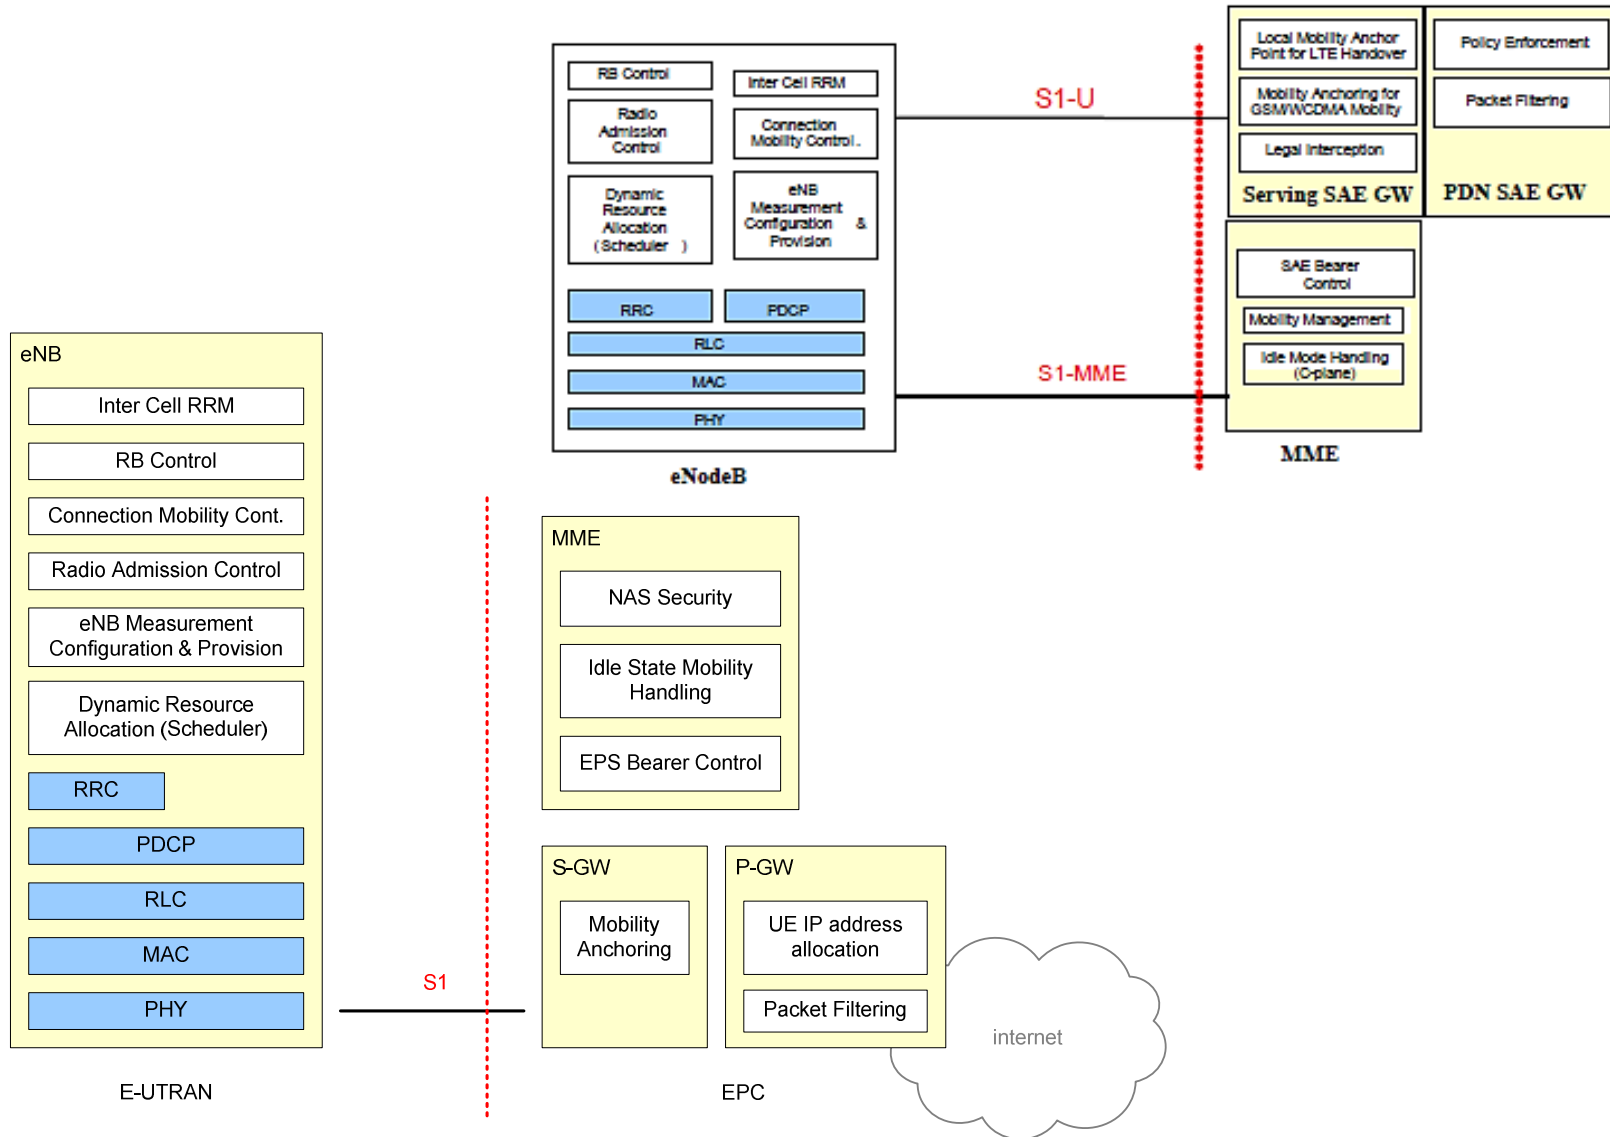 RB Control
Inter Cell RRM
Radio
Admission
Control
Connection
Mobility Control.
Dynamic
Resource
Allocation
(Scheduler )
eNB
Measurement
Configuration &
Provision
RRC
PDCP
RLC
MAC
PHY
eNodeB
S1-U
S1-MME
Local Mobility Anchor
Point for LTE Handover
Mobility Anchoring for
GSM/WCDMA Mobility
Legal Interception
Serving SAE GW
Policy Enforcement
Packet Filtering
PDN SAE GW
SAE Bearer
Control
Mobility Management
Idle Mode Handling
(C-plane)
MME
eNB
Inter Cell RRM
RB Control
Connection Mobility Cont.
Radio Admission Control
eNB Measurement
Configuration & Provision
Dynamic Resource
Allocation (Scheduler)
RRC
PDCP
RLC
MAC
PHY
E-UTRAN
S1
MME
NAS Security
Idle State Mobility
Handling
EPS Bearer Control
S-GW
Mobility
Anchoring
P-GW
UE IP address
allocation
Packet Filtering
internet
EPC